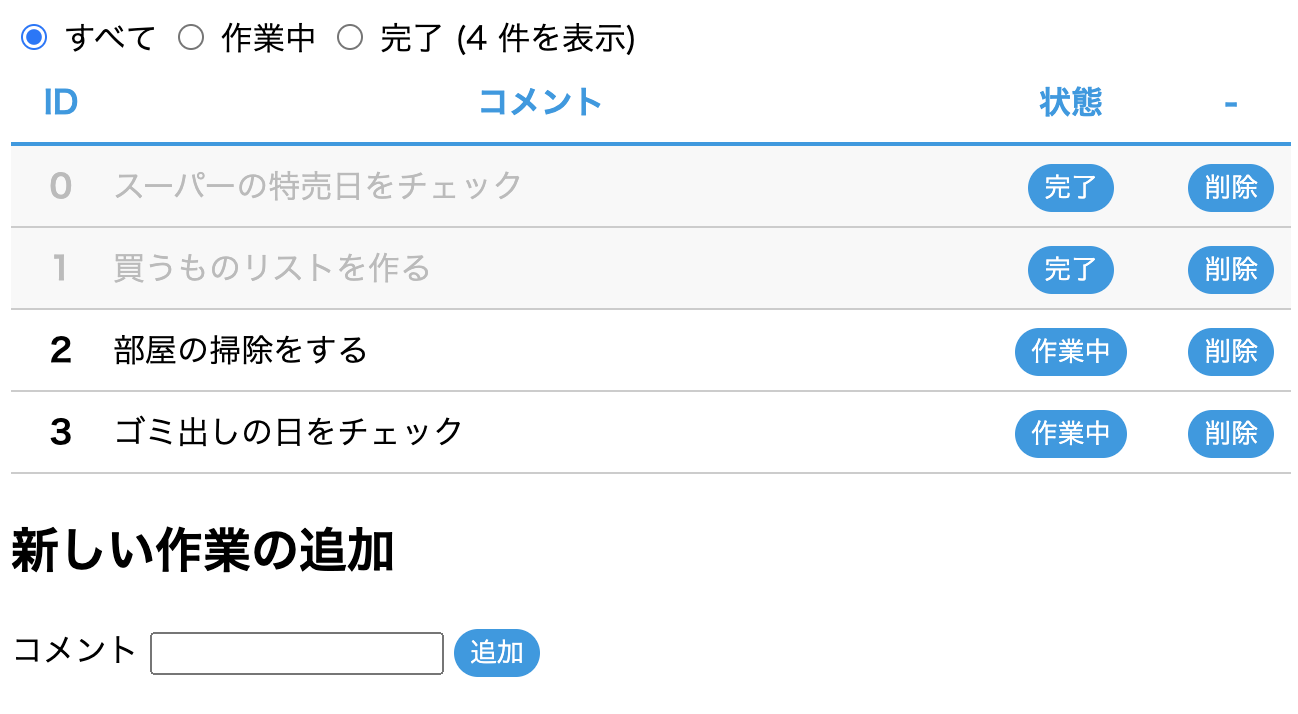 すべて 作業中 完了 (4 件を表示)
ID コメント 状態 -
0 スーパーの特売日をチェック 完了 削除
1 買うものリストを作る 完了 削除
2 部屋の掃除をする 作業中 削除
3 ゴミ出しの日をチェック 作業中 削除
新しい作業の追加
コメント 追加